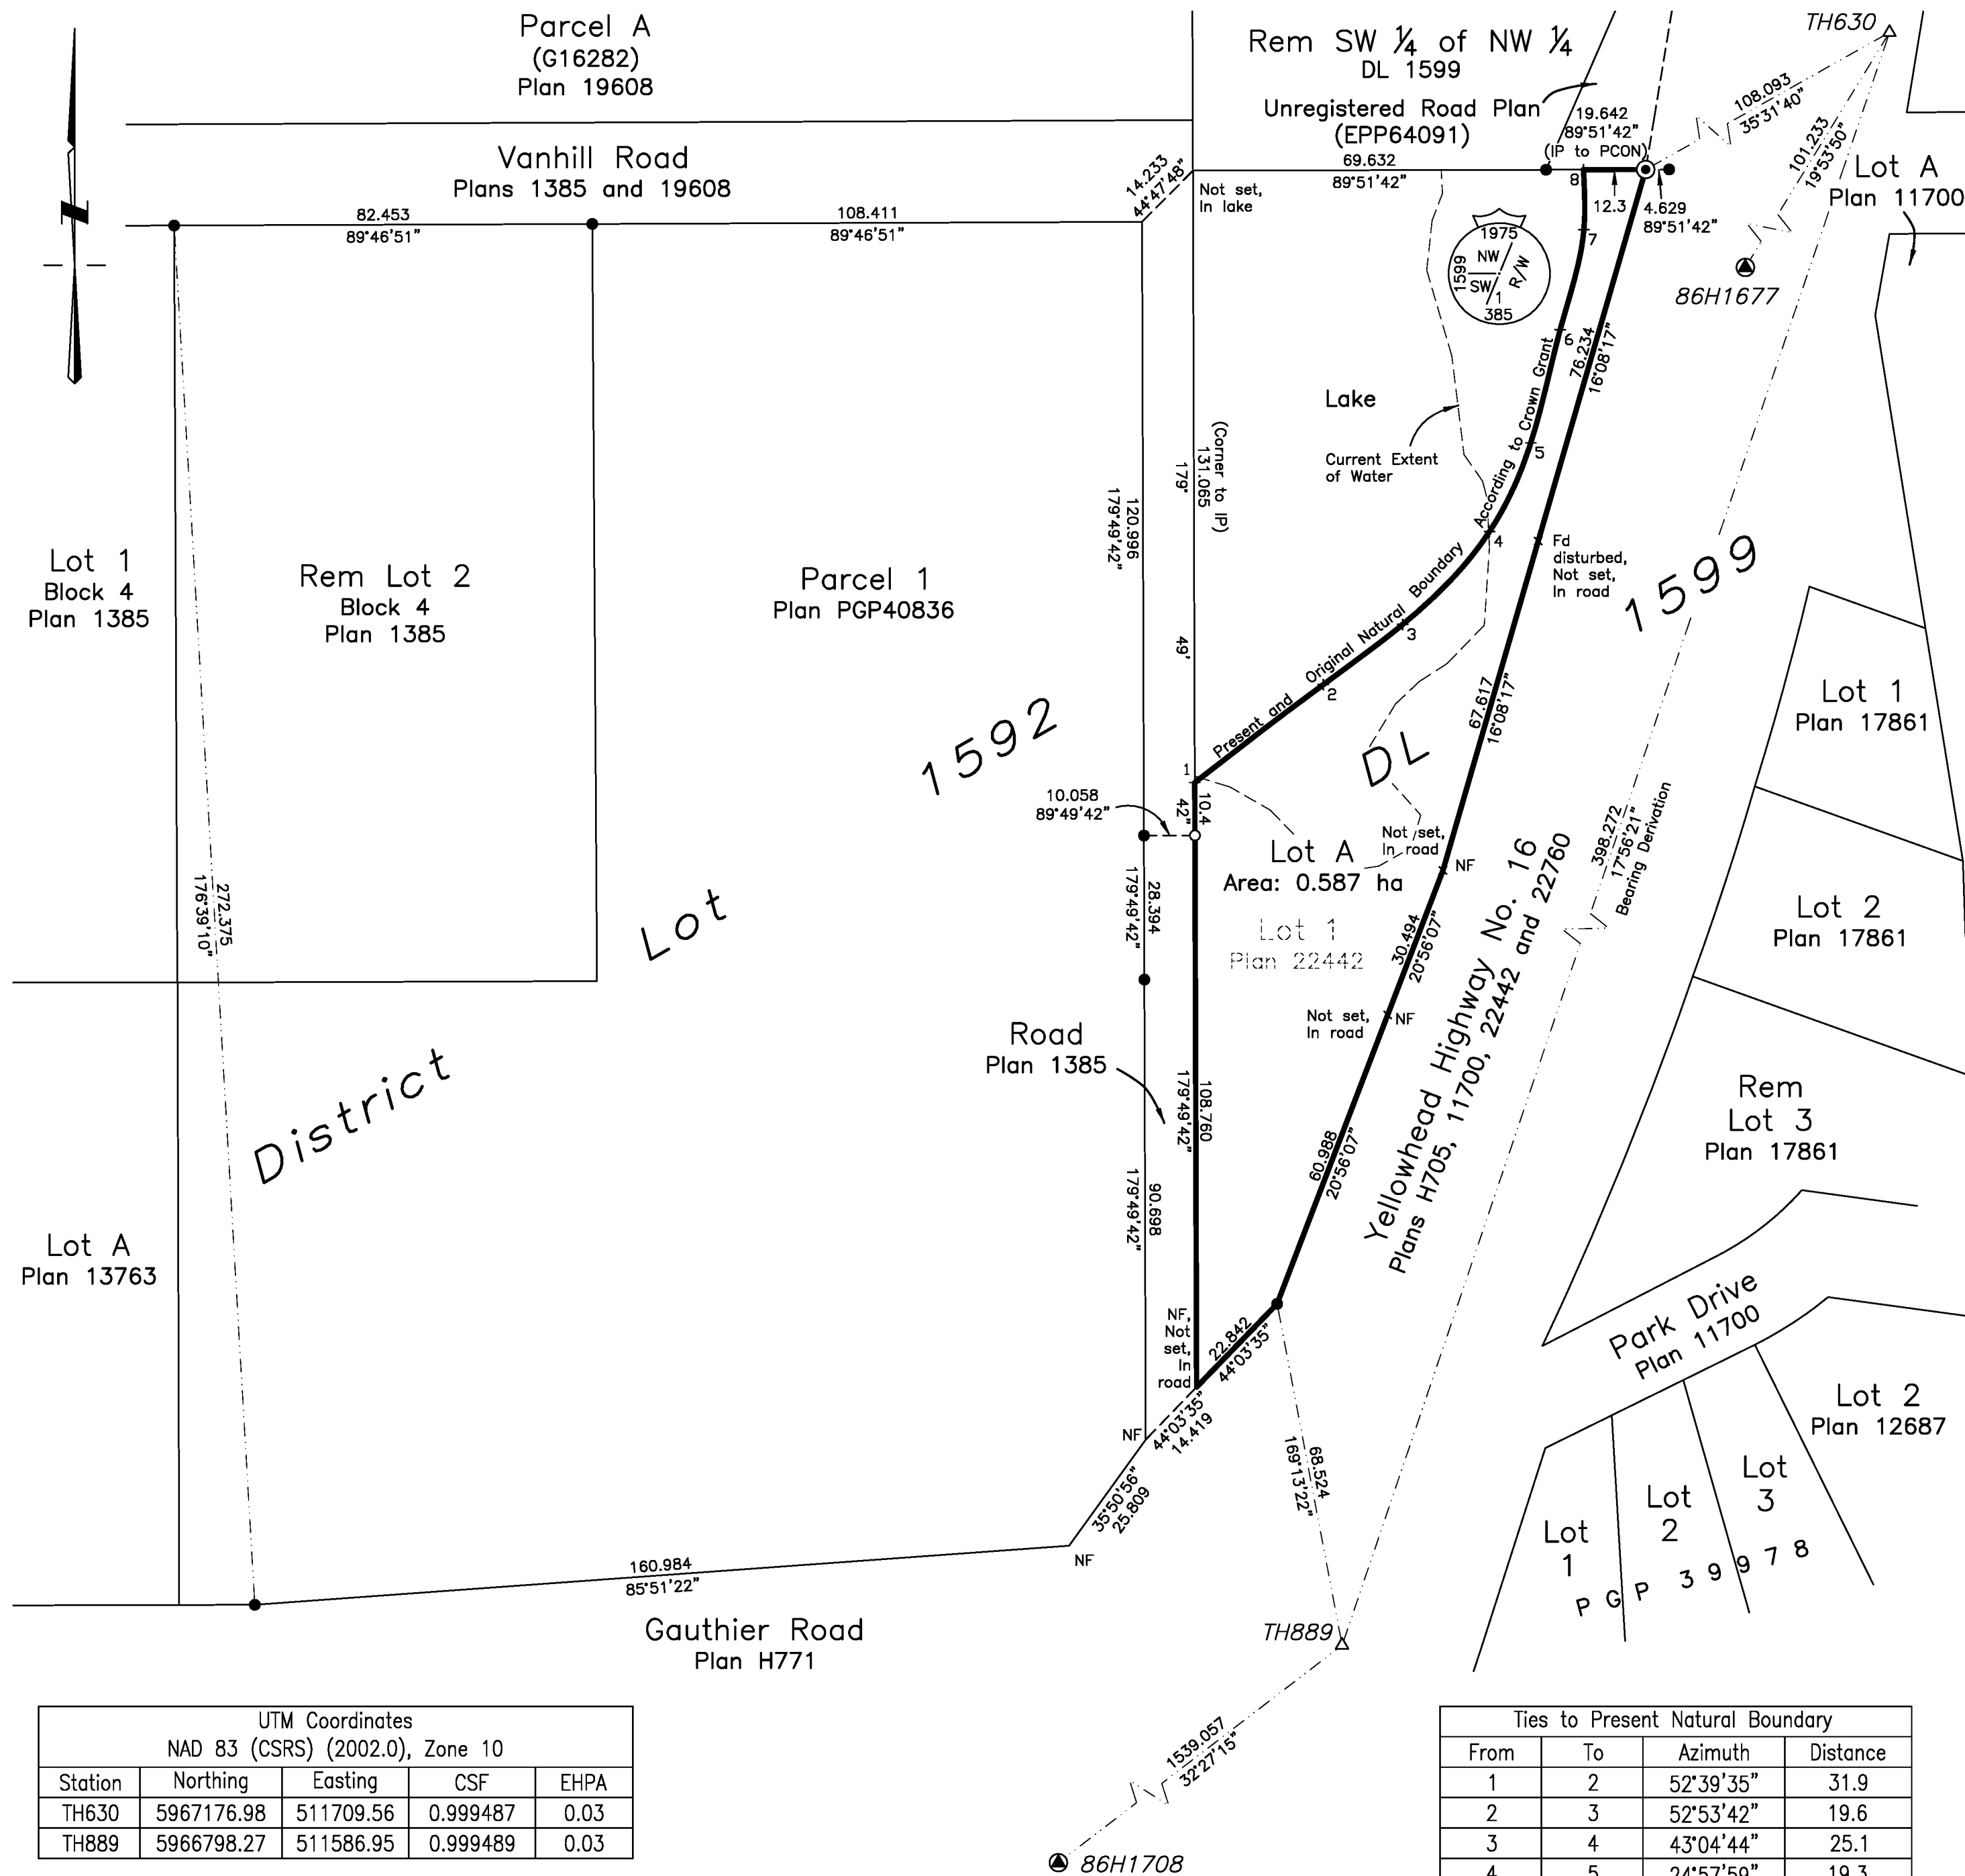 Parcel A
(G16282)
Plan 19608
Rem SW ¼ of NW ¼
DL 1599
Unregistered Road Plan
(EPP64091)
TH630
108.093
35°31'40"
101.233
19°53'50"
19.642
89°51'42"
(IP to PCON)
Vanhill Road
Plans 1385 and 19608
14.233
44°47'48"
69.632
89°51'42"
Not set,
In lake
8
12.3
4.629
89°51'42"
Lot A
Plan 11700
82.453
89°46'51"
108.411
89°46'51"
7
1975
NW
1599
SW
R/W
1
385
86H1677
6
76.234
16°08'17"
Lake
Current Extent
of Water
(Corner to IP)
131.065
179°
49'
42"
120.996
179°49'42"
5
4
3
2
1
Present and Original Natural Boundary According to Crown Grant
Fd
disturbed,
Not set,
In road
1599
Lot 1
Block 4
Plan 1385
Rem Lot 2
Block 4
Plan 1385
Parcel 1
Plan PGP40836
67.617
16°08'17"
Lot 1
Plan 17861
1592
DL
10.058
89°49'42"
10.4
Not set,
In road
NF
Lot A
Area: 0.587 ha
Lot 1
Plan 22442
398.272
17°56'21"
Bearing Derivation
272.375
176°39'10"
28.394
179°49'42"
30.494
20°56'07"
Lot 2
Plan 17861
Lot
Not set,
In road
NF
Yellowhead Highway No. 16
Plans H705, 11700, 22442 and 22760
Road
Plan 1385
District
108.760
179°49'42"
Rem
Lot 3
Plan 17861
60.988
20°56'07"
90.698
179°49'42"
Lot A
Plan 13763
NF,
Not
set,
In
road
22.842
44°03'35"
Park Drive
Plan 11700
NF
44°03'35"
14.419
Lot 2
Plan 12687
68.524
169°13'22"
35°50'56"
25.809
Lot
3
Lot
2
Lot
1
PGP 39978
NF
160.984
85°51'22"
Gauthier Road
Plan H771
TH889
1539.057
32°27'15"
86H1708
UTM Coordinates
NAD 83 (CSRS) (2002.0), Zone 10
Station Northing Easting CSF EHPA
TH630 5967176.98 511709.56 0.999487 0.03
TH889 5966798.27 511586.95 0.999489 0.03
Ties to Present Natural Boundary
From To Azimuth Distance
1 2 52°39'35" 31.9
2 3 52°53'42" 19.6
3 4 43°04'44" 25.1
4 5 24°57'59" 19.3